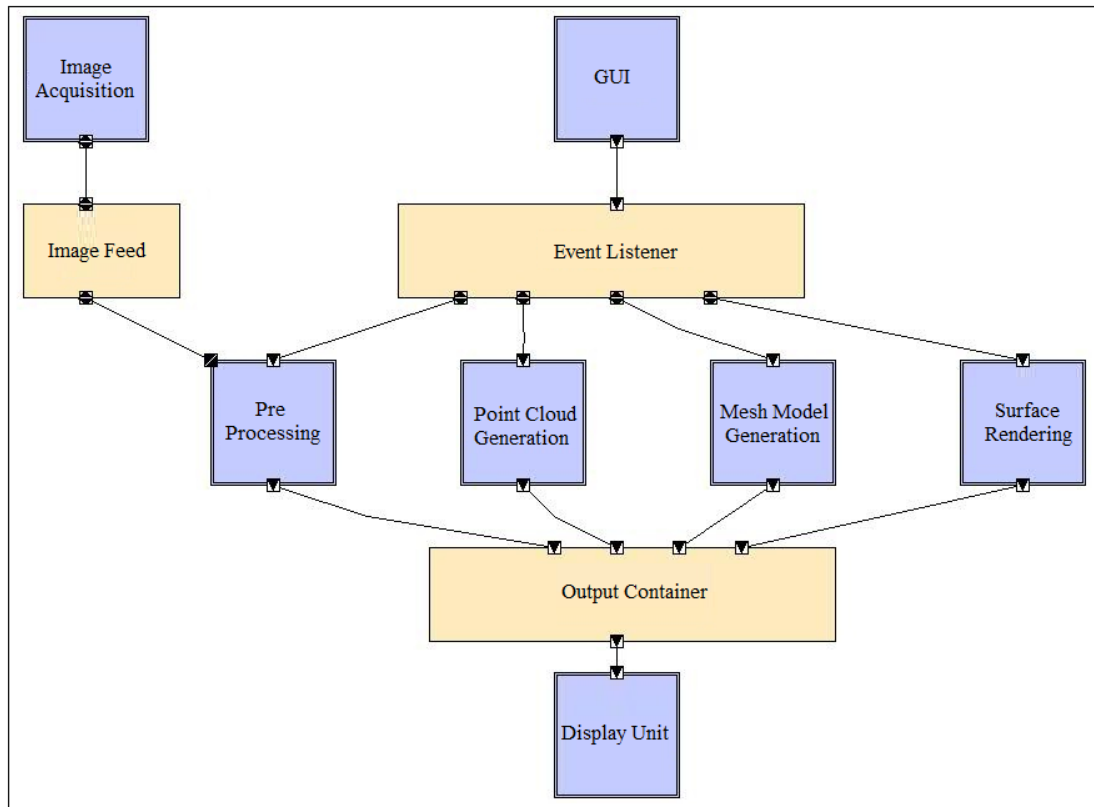 Image
Acquisition
GUI
Image Feed
Event Listener
Pre
Processing
Point Cloud
Generation
Mesh Model
Generation
Surface
Rendering
Output Container
Display Unit